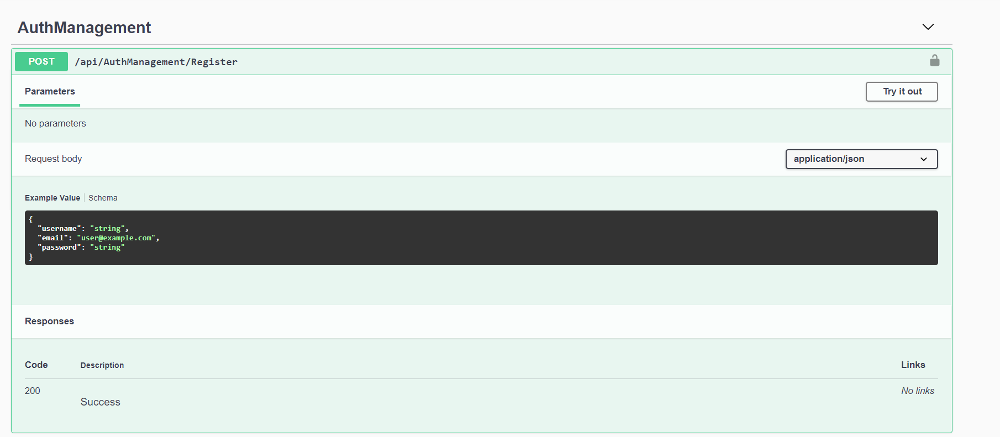 AuthManagement
POST /api/AuthManagement/Register
Parameters
Try it out
No parameters
Request body
application/json
Example Value Schema
{
  "username": "string",
  "email": "user@example.com",
  "password": "string"
}
Responses
Code Description Links
200 No links
Success